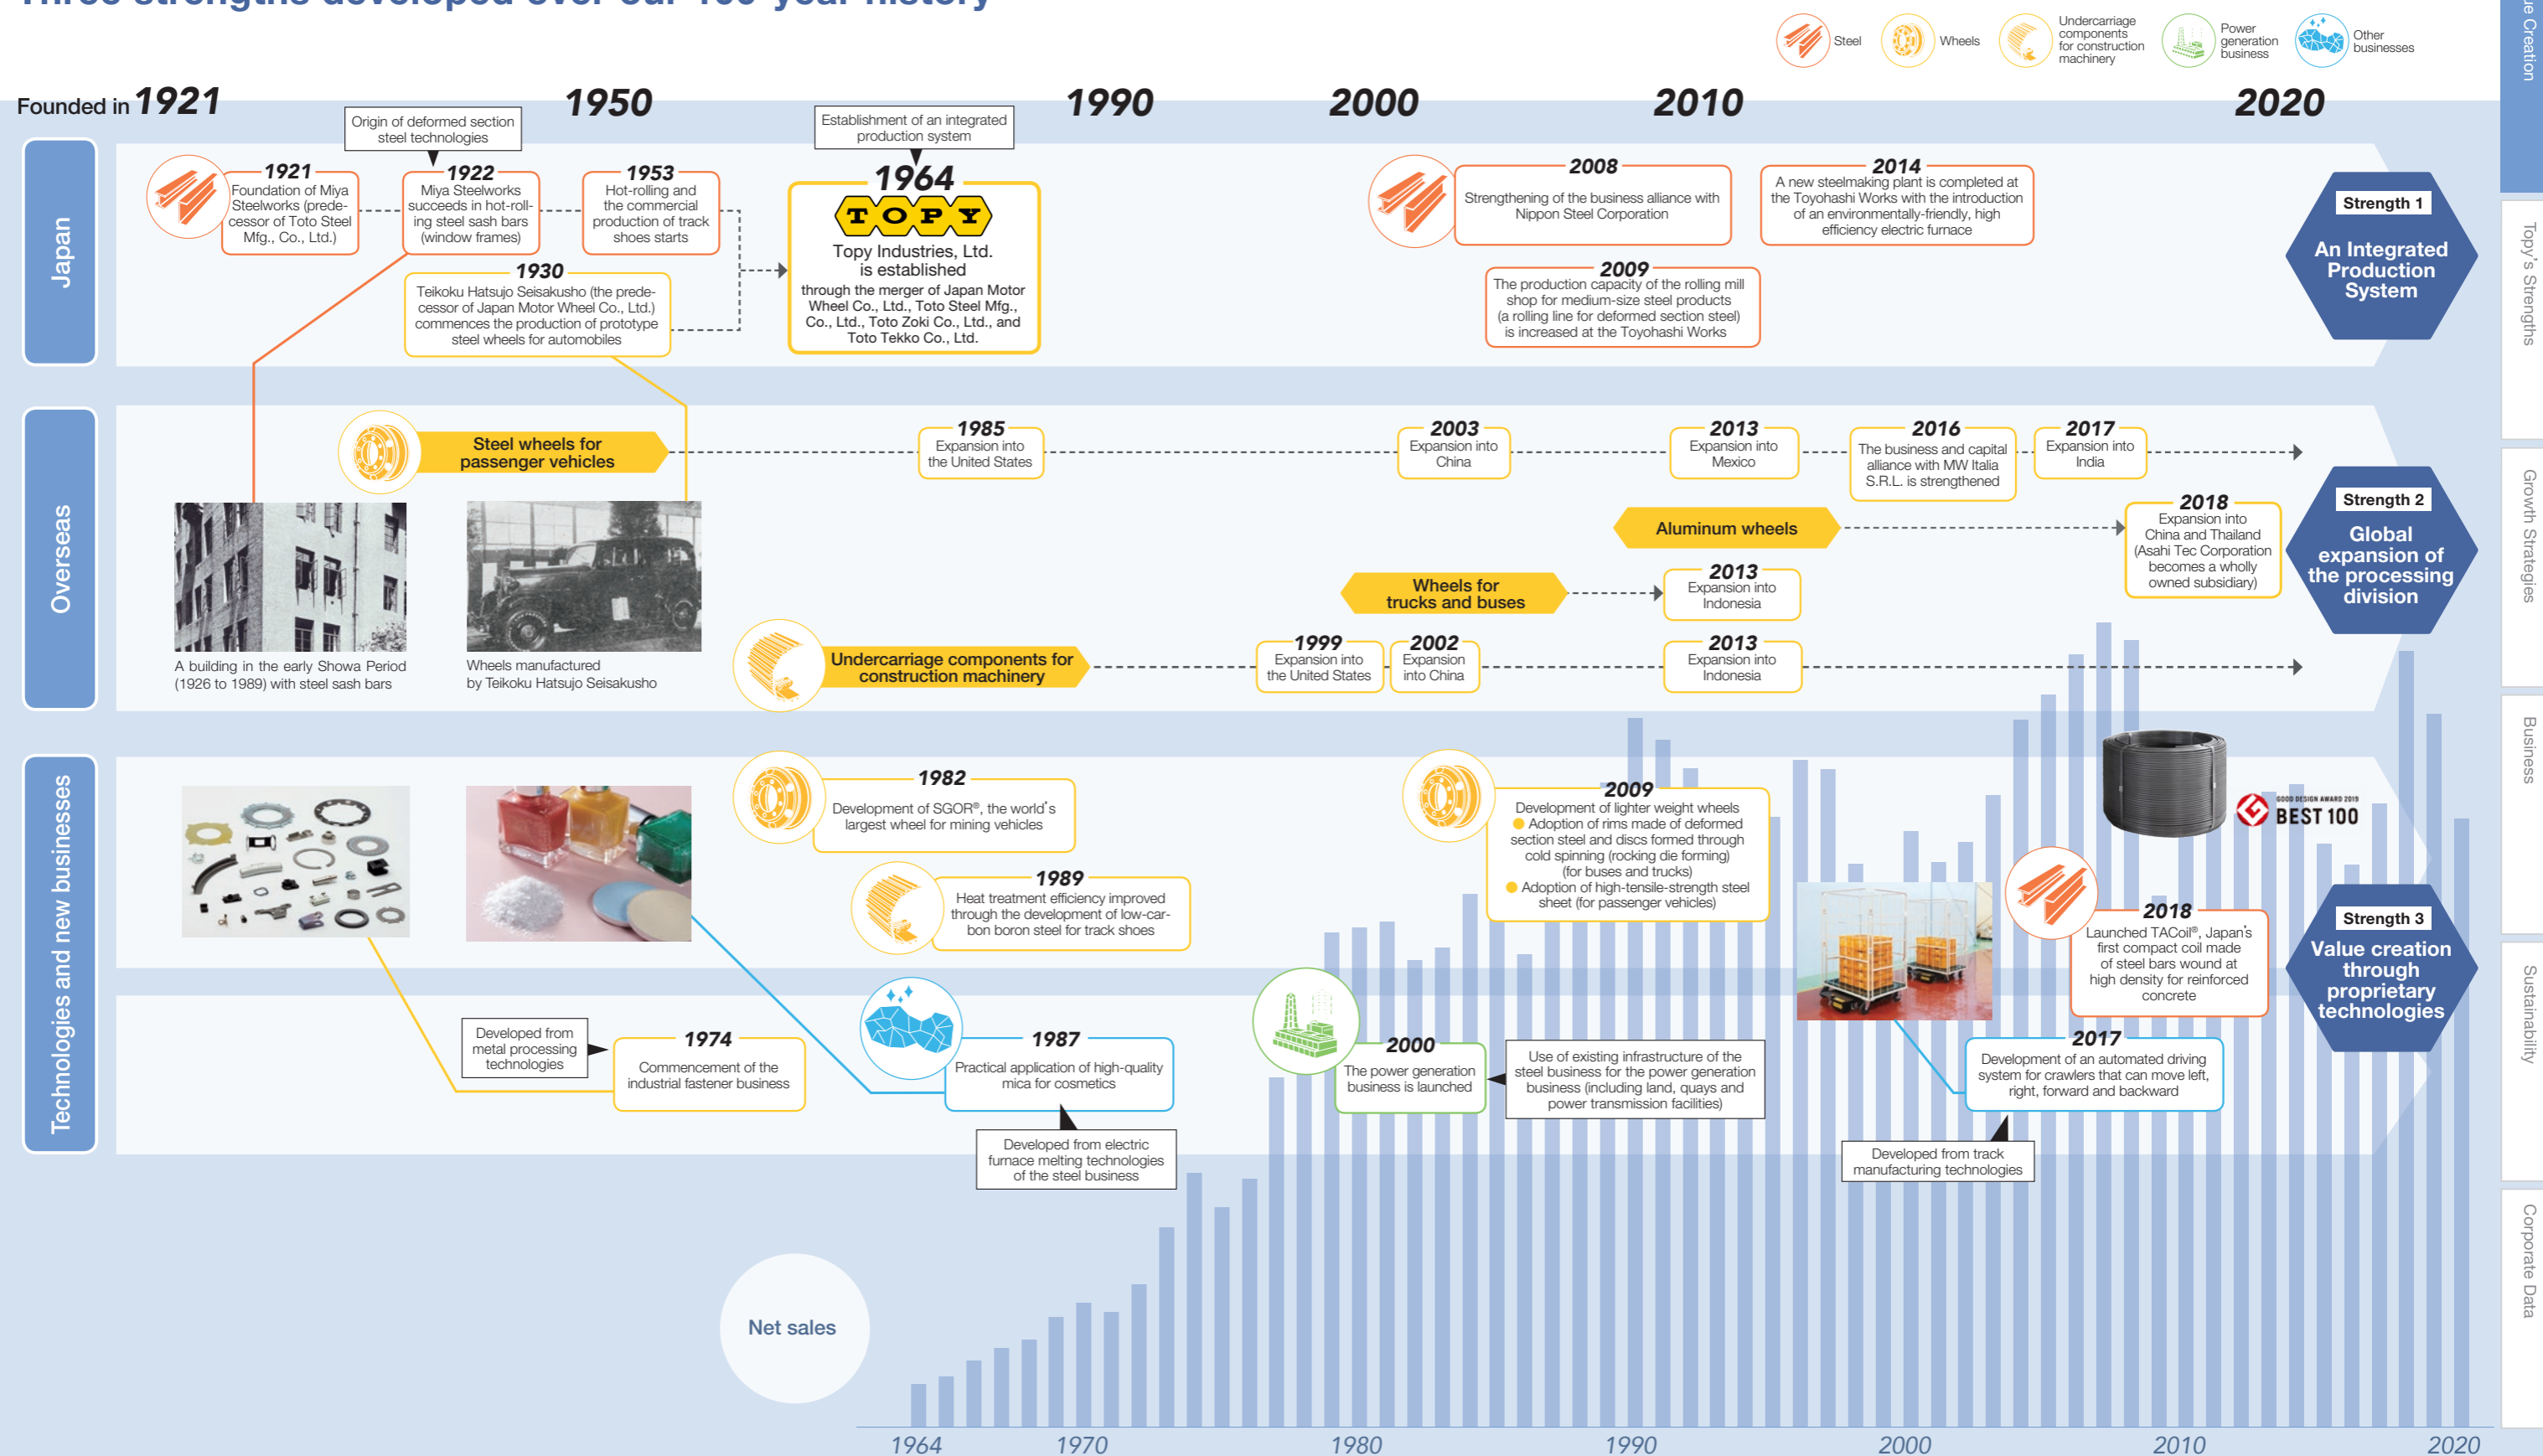 Three strengths developed over our 100-year history
Steel
Wheels
Undercarriage
components
for construction
machinery
Power
generation
business
Other
businesses
Founded in 1921
1950
1990
2000
2010
2020
Japan
Origin of deformed section
steel technologies
Establishment of an integrated
production system
1921
Foundation of Miya
Steelworks (prede-
cessor of Toto Steel
Mfg., Co., Ltd.)
1922
Miya Steelworks
succeeds in hot-roll-
ing steel sash bars
(window frames)
1953
Hot-rolling and
the commercial
production of track
shoes starts
1930
Teikoku Hatsujo Seisakusho (the prede-
cessor of Japan Motor Wheel Co., Ltd.)
commences the production of prototype
steel wheels for automobiles
1964
TOPY
Topy Industries, Ltd.
is established
through the merger of Japan Motor
Wheel Co., Ltd., Toto Steel Mfg.,
Co., Ltd., Toto Zoki Co., Ltd., and
Toto Tekko Co., Ltd.
2008
Strengthening of the business alliance with
Nippon Steel Corporation
2014
A new steelmaking plant is completed at
the Toyohashi Works with the introduction
of an environmentally-friendly, high
efficiency electric furnace
2009
The production capacity of the rolling mill
shop for medium-size steel products
(a rolling line for deformed section steel)
is increased at the Toyohashi Works
Strength 1
An Integrated
Production
System
Overseas
Steel wheels for
passenger vehicles
1985
Expansion into
the United States
2003
Expansion into
China
2013
Expansion into
Mexico
2016
The business and capital
alliance with MW Italia
S.R.L. is strengthened
2017
Expansion into
India
Aluminum wheels
2018
Expansion into
China and Thailand
(Asahi Tec Corporation
becomes a wholly
owned subsidiary)
Wheels for
trucks and buses
2013
Expansion into
Indonesia
Undercarriage components for
construction machinery
1999
Expansion into
the United States
2002
Expansion
into China
2013
Expansion into
Indonesia
A building in the early Showa Period
(1926 to 1989) with steel sash bars
Wheels manufactured
by Teikoku Hatsujo Seisakusho
Strength 2
Global
expansion of
the processing
division
Technologies and new businesses
1982
Development of SGOR®, the world's
largest wheel for mining vehicles
1989
Heat treatment efficiency improved
through the development of low-car-
bon boron steel for track shoes
2009
Development of lighter weight wheels
● Adoption of rims made of deformed
section steel and discs formed through
cold spinning (rocking die forming)
(for buses and trucks)
● Adoption of high-tensile-strength steel
sheet (for passenger vehicles)
GOOD DESIGN AWARD 2019
BEST 100
2018
Launched TACoil®, Japan's
first compact coil made
of steel bars wound at
high density for reinforced
concrete
Developed from
metal processing
technologies
1974
Commencement of the
industrial fastener business
1987
Practical application of high-quality
mica for cosmetics
Developed from electric
furnace melting technologies
of the steel business
2000
The power generation
business is launched
Use of existing infrastructure of the
steel business for the power generation
business (including land, quays and
power transmission facilities)
2017
Development of an automated driving
system for crawlers that can move left,
right, forward and backward
Developed from track
manufacturing technologies
Strength 3
Value creation
through
proprietary
technologies
Net sales
1964
1970
1980
1990
2000
2010
2020
Creation
Topy's Strengths
Growth Strategies
Business
Sustainability
Corporate Data